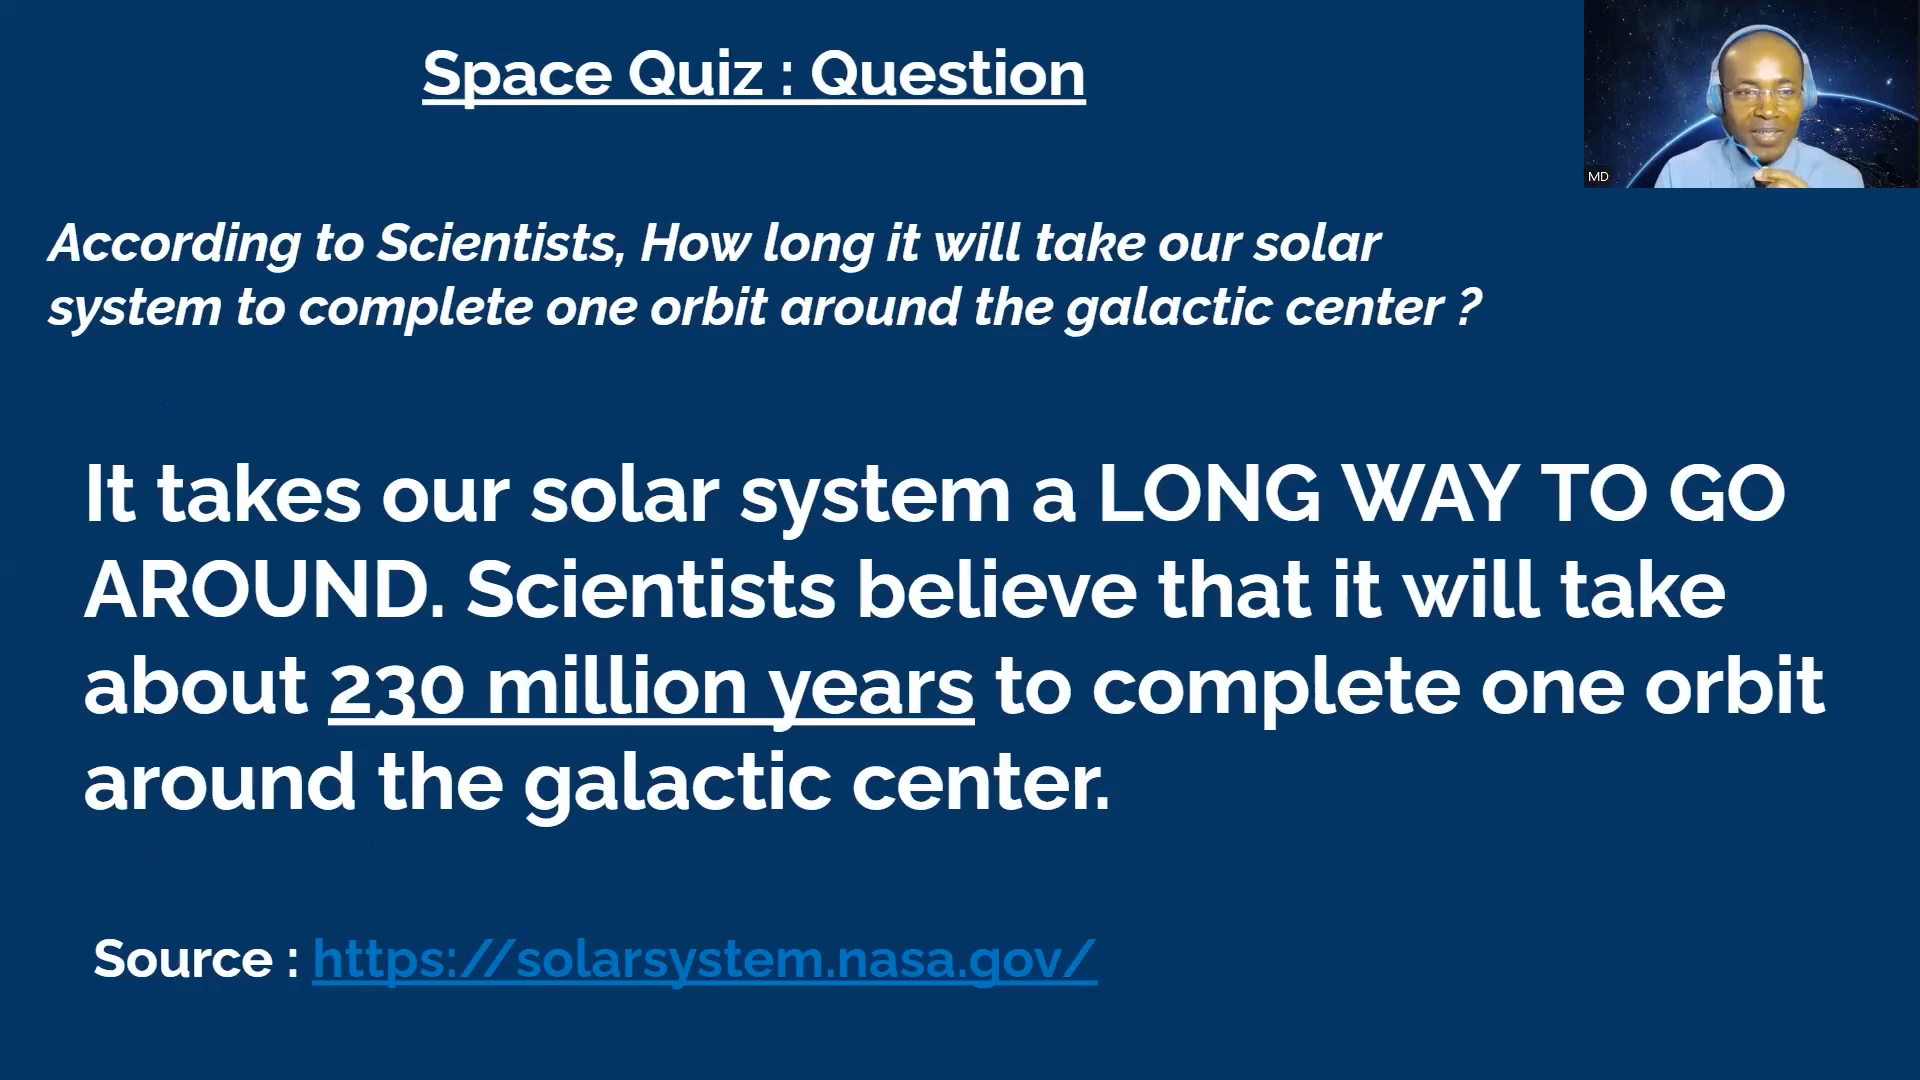 Space Quiz : Question
MD
According to Scientists, How long it will take our solar
system to complete one orbit around the galactic center ?
It takes our solar system a LONG WAY TO GO
AROUND. Scientists believe that it will take
about 230 million years to complete one orbit
around the galactic center.
Source : https://solarsystem.nasa.gov/